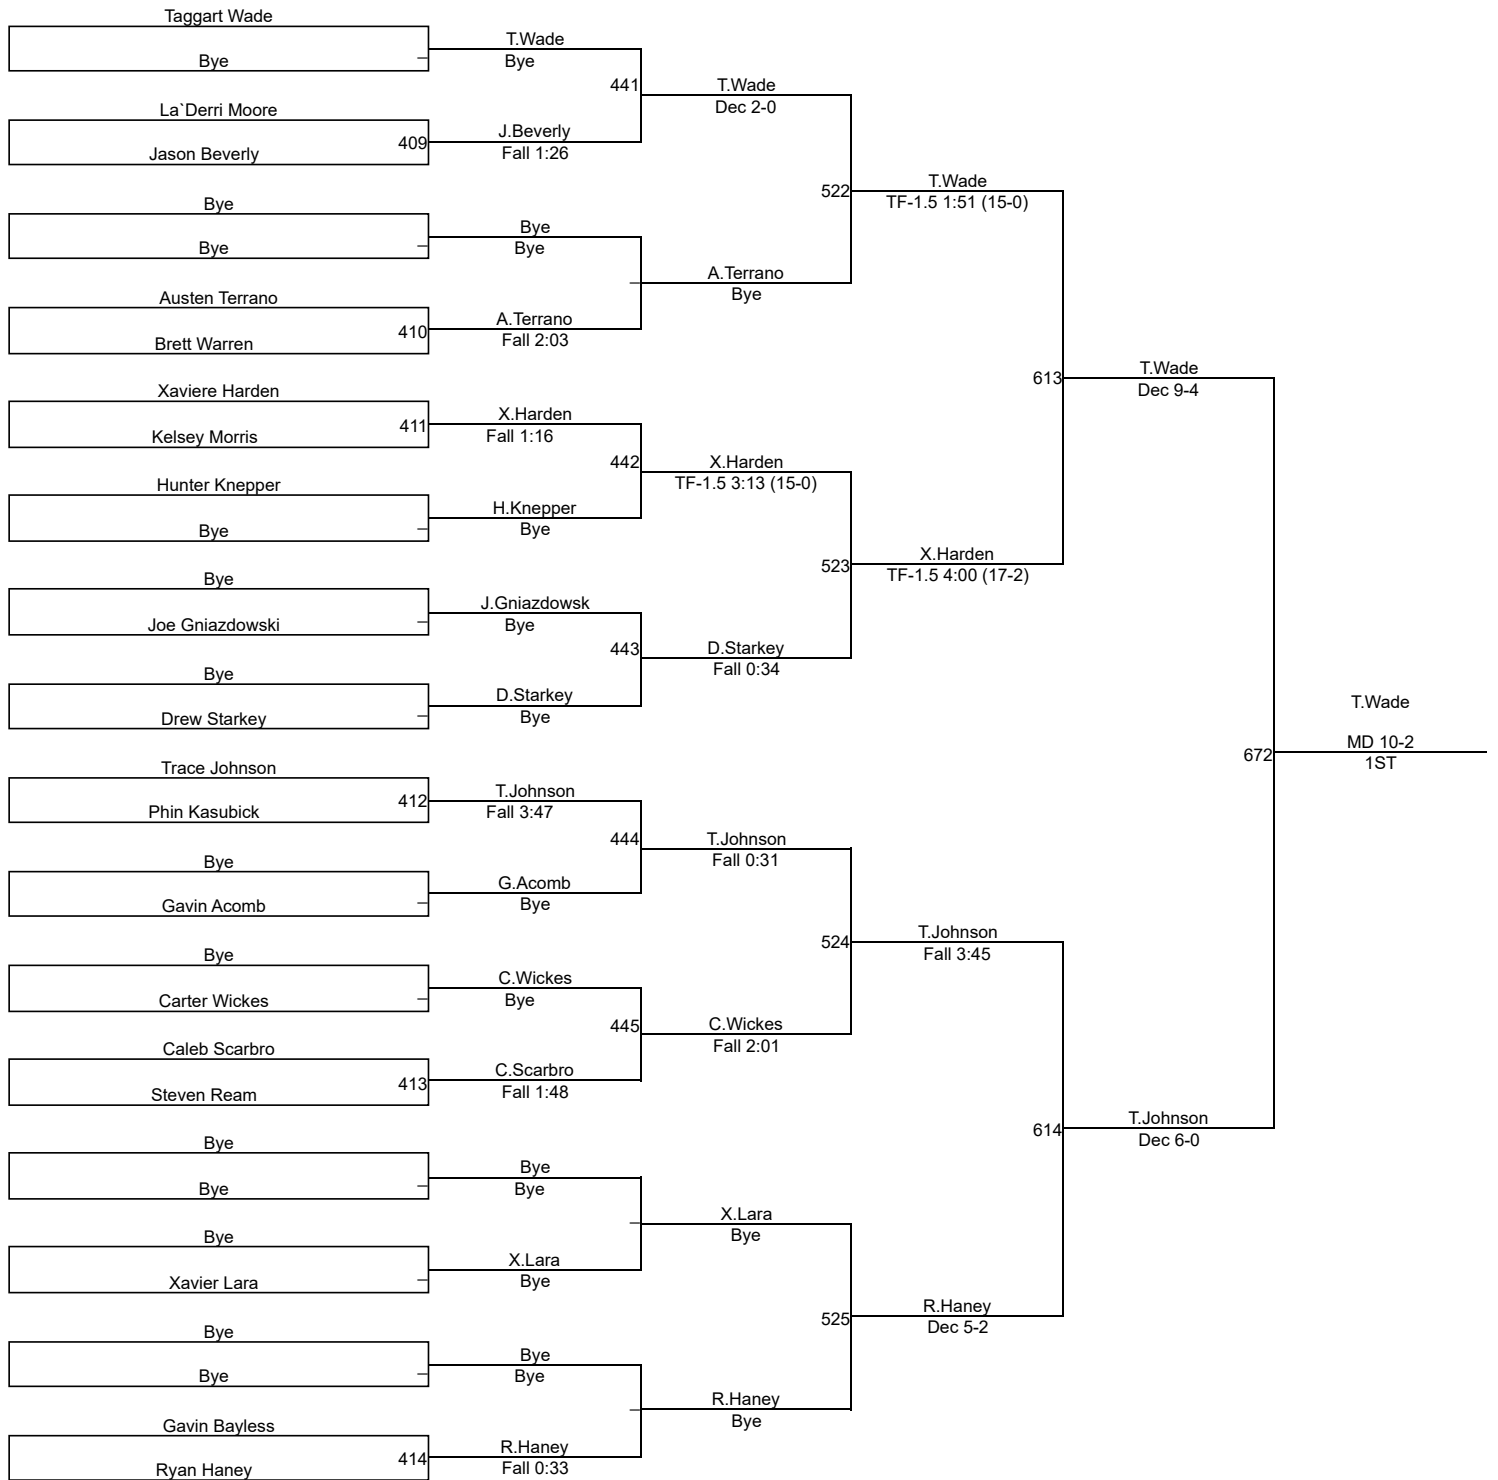 Taggart Wade
Bye
La`Derri Moore
409
Jason Beverly
Bye
Bye
Austen Terrano
410
Brett Warren
Xaviere Harden
411
Kelsey Morris
Hunter Knepper
Bye
Bye
Joe Gniazdowski
Bye
Drew Starkey
Trace Johnson
412
Phin Kasubick
Bye
Gavin Acomb
Bye
Carter Wickes
Caleb Scarbro
413
Steven Ream
Bye
Bye
Bye
Xavier Lara
Bye
Bye
Gavin Bayless
414
Ryan Haney
T.Wade
Bye
441
J.Beverly
Fall 1:26
Bye
Bye
A.Terrano
Fall 2:03
X.Harden
Fall 1:16
442
H.Knepper
Bye
J.Gniazdowsk
Bye
443
D.Starkey
Bye
T.Johnson
Fall 3:47
444
G.Acomb
Bye
C.Wickes
Bye
445
C.Scarbro
Fall 1:48
Bye
Bye
X.Lara
Bye
Bye
Bye
R.Haney
Fall 0:33
T.Wade
Dec 2-0
522
A.Terrano
Bye
X.Harden
TF-1.5 3:13 (15-0)
523
D.Starkey
Fall 0:34
T.Johnson
Fall 0:31
524
C.Wickes
Fall 2:01
X.Lara
Bye
525
R.Haney
Bye
T.Wade
TF-1.5 1:51 (15-0)
613
X.Harden
TF-1.5 4:00 (17-2)
T.Johnson
Fall 3:45
614
R.Haney
Dec 5-2
T.Wade
Dec 9-4
672
T.Johnson
Dec 6-0
T.Wade
MD 10-2
1ST